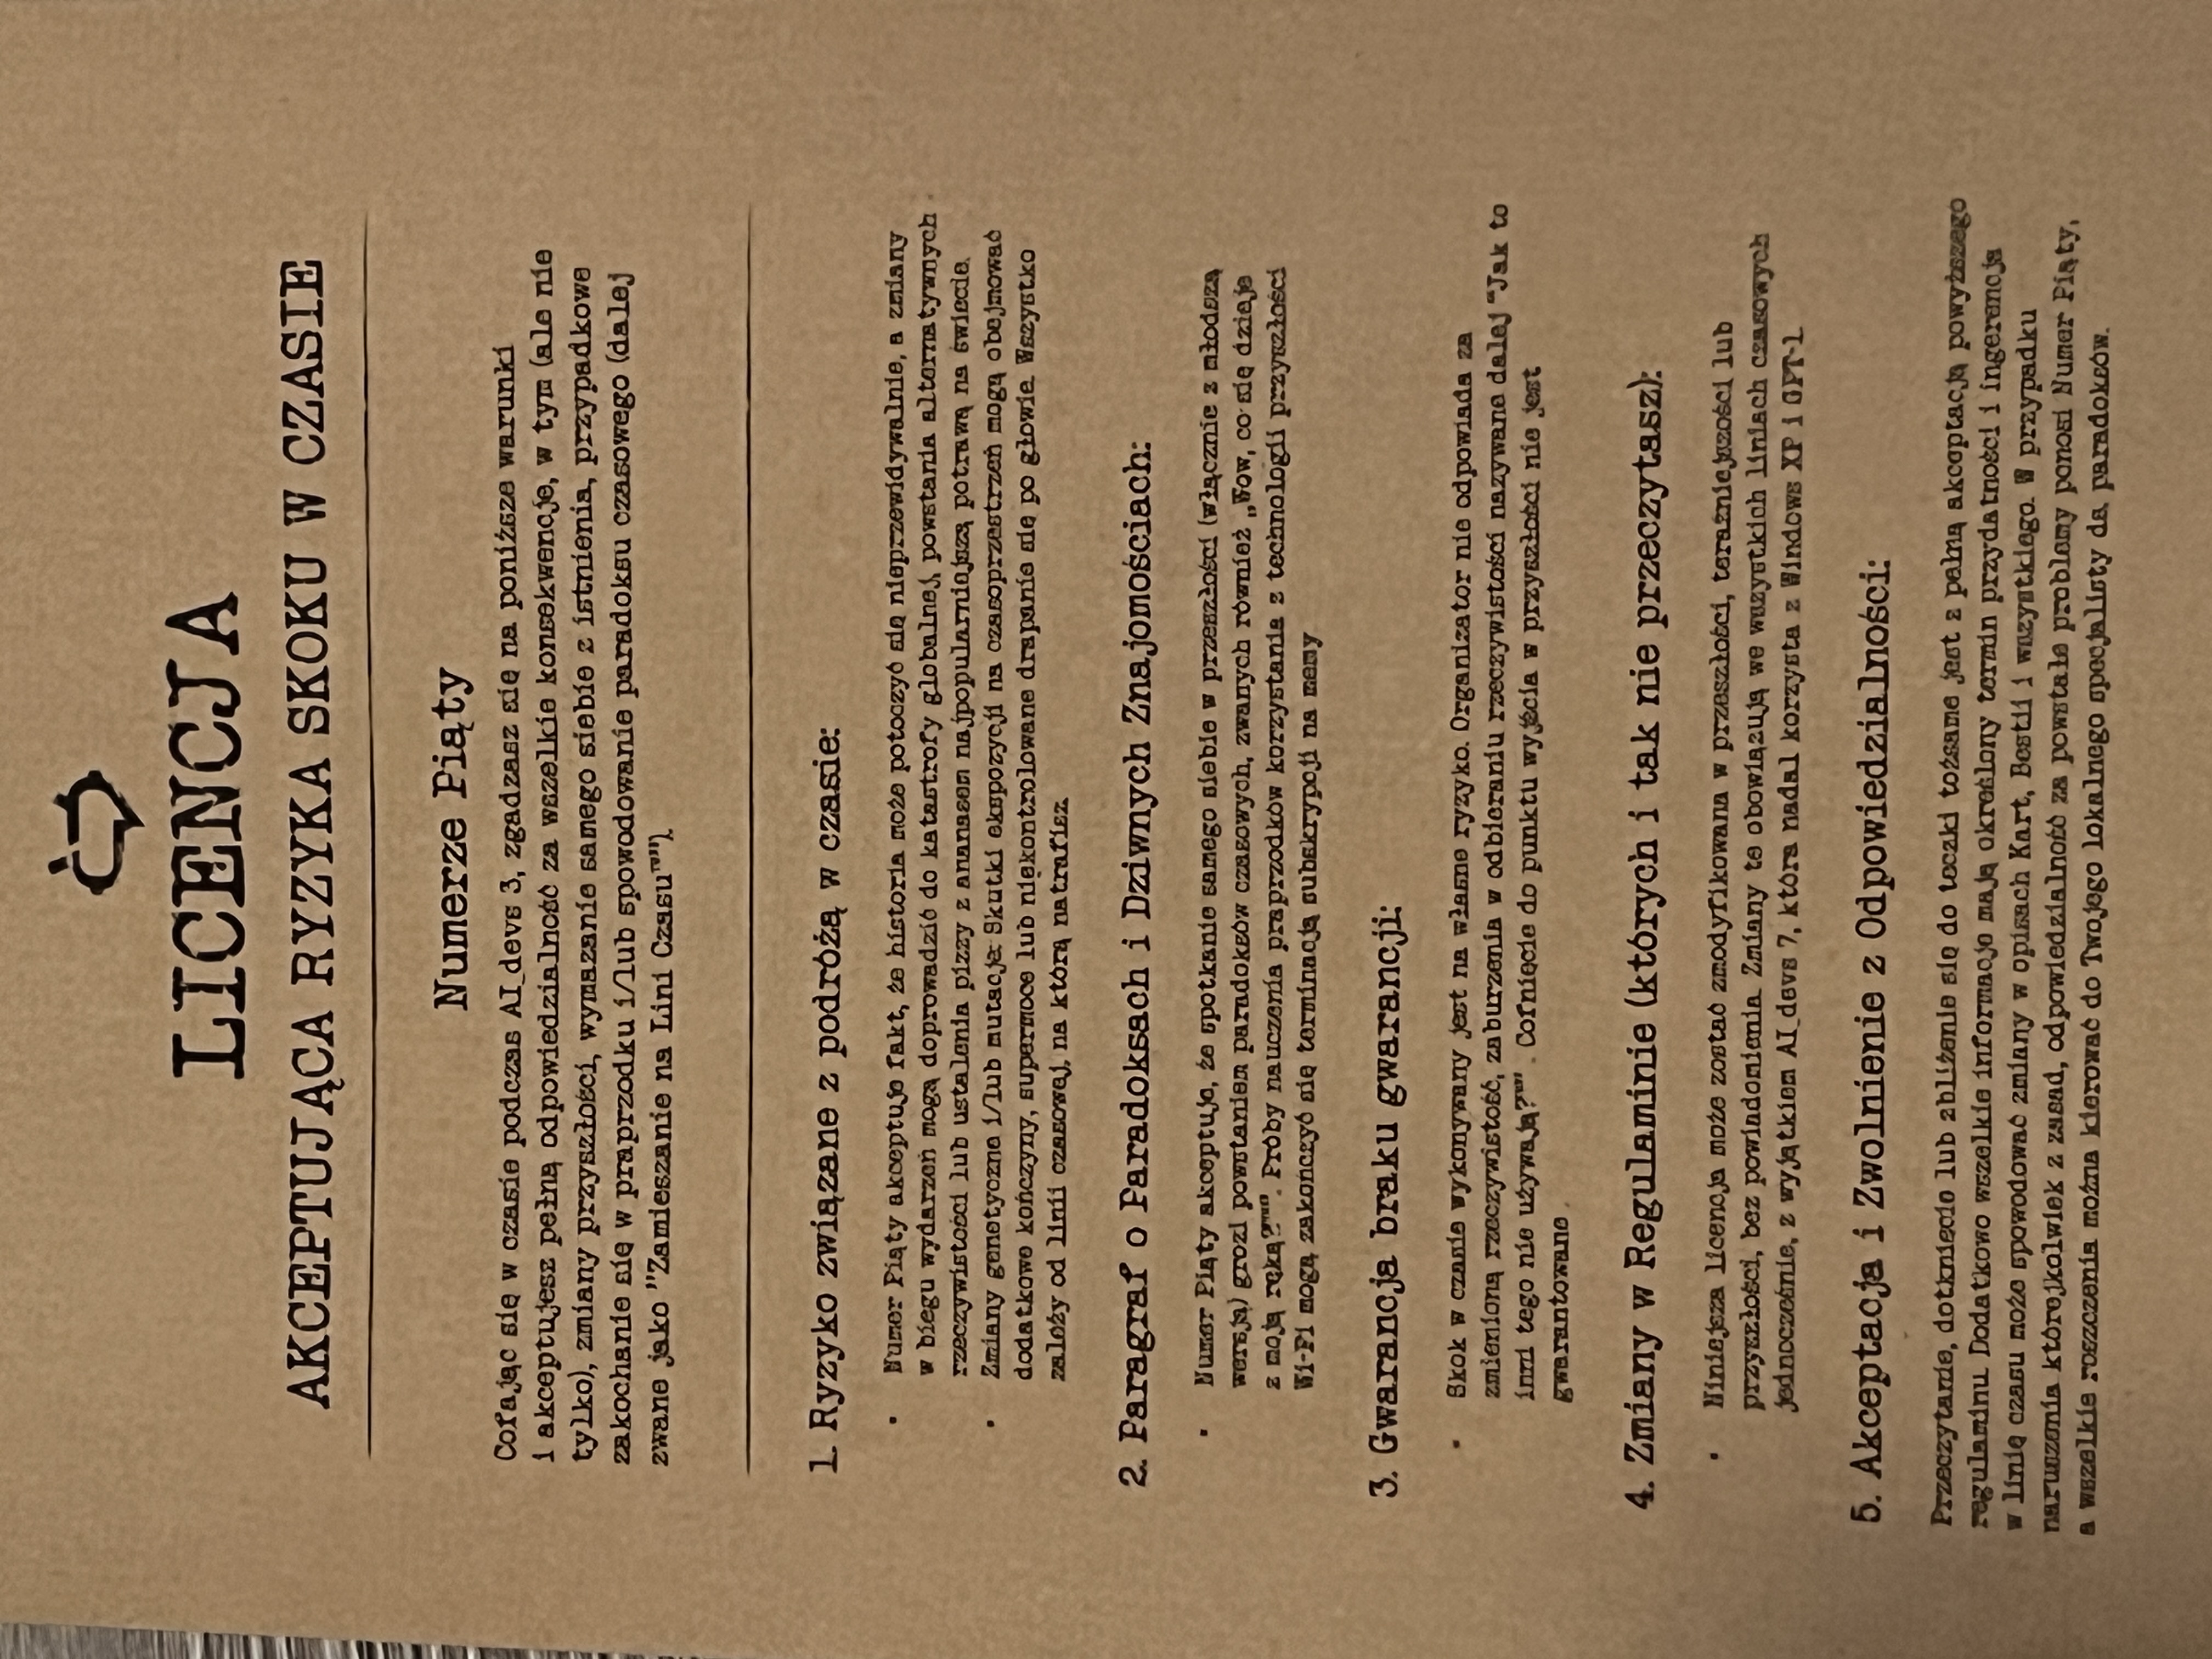 LICENCJA
AKCEPTUJĄCA RYZYKA SKOKU W CZASIE
Numerze Piąty
Cofając się w czasie podczas AI_devs 3, zgadzasz się na poniższe warunki
i akceptujesz pełną odpowiedzialność za wszelkie konsekwencje, w tym (ale nie
tylko), zmiany przyszłości, wymazanie samego siebie z istnienia, przypadkowe
zakochanie się w praprzodku i/lub spowodowanie paradoksu czasowego (dalej
zwane jako "Zamieszanie na Lini Czasu™").
1. Ryzyko związane z podróżą w czasie:
• Numer Piąty akceptuje fakt, że historia może potoczyć się nieprzewidywalnie, a zmiany
w biegu wydarzeń mogą doprowadzić do katastrofy globalnej, powstania alternatywnych
rzeczywistości lub ustalenia pizzy z ananasem najpopularniejszą potrawą na świecie.
• Zmiany genetyczne i/lub mutacje: Skutki ekspozycji na czasoprzestrzeń mogą obejmować
dodatkowe kończyny, supermoce lub niekontrolowane drapanie się po głowie. Wszystko
zależy od linii czasowej, na którą natrafisz.
2. Paragraf o Paradoksach i Dziwnych Znajomościach:
• Numer Piąty akceptuje, że spotkanie samego siebie w przeszłości (włącznie z młodszą
wersją) grozi powstaniem paradoksów czasowych, zwanych również „Wow, co się dzieje
z moją ręką?™". Próby nauczenia praprzodków korzystania z technologii przyszłości
Wi-Fi mogą zakończyć się terminacją subskrypcji na memy
3. Gwarancja braku gwarancji:
• Skok w czasie wykonywany jest na własne ryzyko. Organizator nie odpowiada za
zmienioną rzeczywistość, zaburzenia w odbieraniu rzeczywistości nazywane dalej "Jak to
inni tego nie używają?™" . Cofnięcie do punktu wyjścia w przyszłości nie jest
gwarantowane .
4. Zmiany w Regulaminie (których i tak nie przeczytasz):
• Niniejsza licencja może zostać zmodyfikowana w przeszłości, teraźniejszości lub
przyszłości, bez powiadomienia. Zmiany te obowiązują we wszystkich liniach czasowych
jednocześnie, z wyjątkiem AI_devs 7, która nadal korzysta z Windows XP i GPT-1.
5. Akceptacja i Zwolnienie z Odpowiedzialności:
Przeczytanie, dotknięcie lub zbliżenie się do teczki tożsame jest z pełną akceptacją powyższego
regulaminu. Dodatkowo wszelkie informacje mają określony termin przydatności i ingerencja
w linię czasu może spowodować zmiany w opisach Kart, Bestii i wszystkiego. W przypadku
naruszenia którejkolwiek z zasad, odpowiedzialność za powstałe problemy ponosi Numer Piąty,
a wszelkie roszczenia można kierować do Twojego lokalnego specjalisty ds. paradoksów.